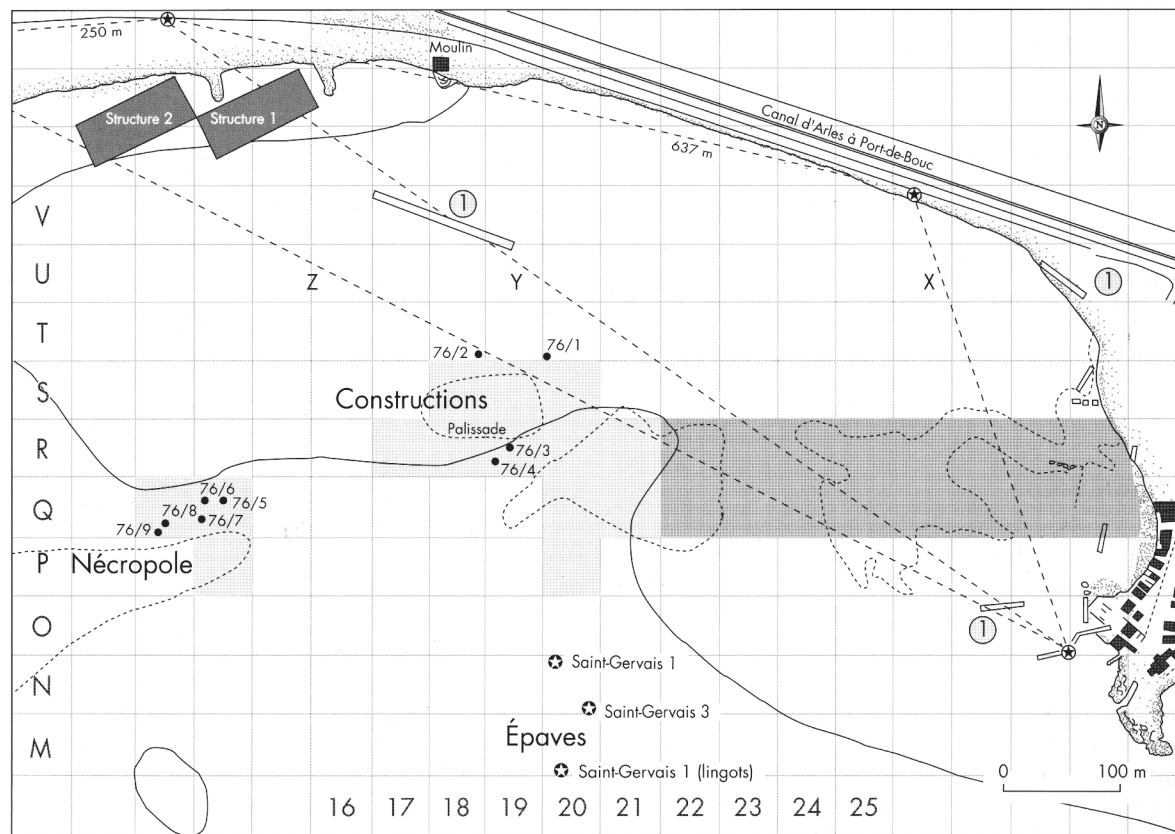 250 m
Moulin
Structure 2
Structure 1
Canal d'Arles à Port-de-Bouc
637 m
N
1
1
V
U
T
S
R
Q
P
O
N
M
Z
Y
X
76/2
76/1
Constructions
Palissade
76/3
76/4
76/6
76/5
76/8
76/7
76/9
Nécropole
1
Saint-Gervais 1
Saint-Gervais 3
Épaves
Saint-Gervais 1 (lingots)
0 100 m
16 17 18 19 20 21 22 23 24 25